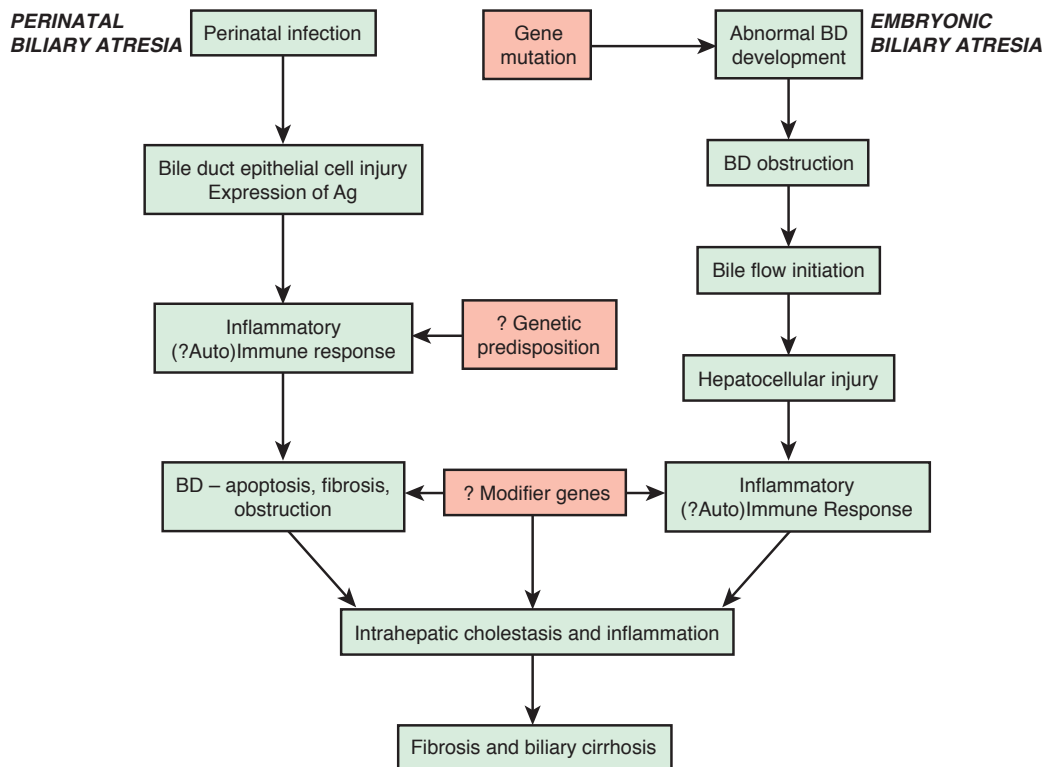 PERINATAL
BILIARY ATRESIA
Perinatal infection
Gene
mutation
Abnormal BD
development
EMBRYONIC
BILIARY ATRESIA
Bile duct epithelial cell injury
Expression of Ag
BD obstruction
Bile flow initiation
Inflammatory
(?Auto)Immune response
? Genetic
predisposition
Hepatocellular injury
BD – apoptosis, fibrosis,
obstruction
? Modifier genes
Inflammatory
(?Auto)Immune Response
Intrahepatic cholestasis and inflammation
Fibrosis and biliary cirrhosis